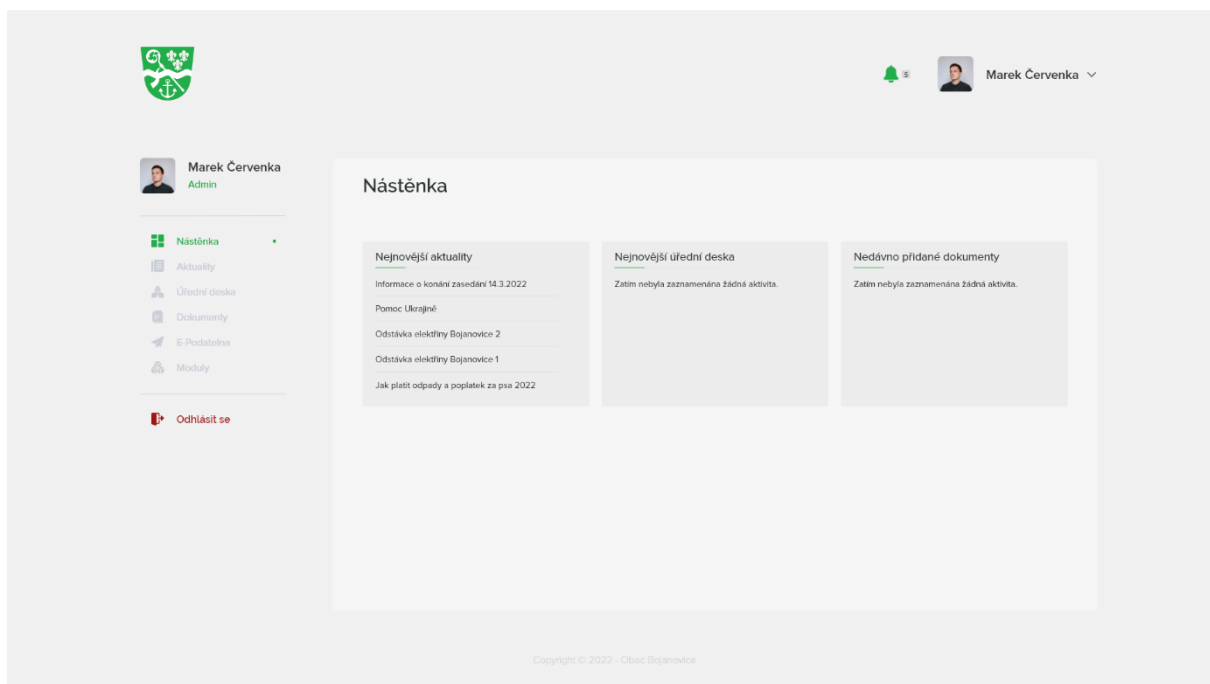 5
Marek Červenka
Marek Červenka
Admin
Nástěnka
Nástěnka
Aktuality
Úřední deska
Dokumenty
E-Podatelna
Moduly
Odhlásit se
Nejnovější aktuality
Informace o konání zasedání 14.3.2022
Pomoc Ukrajině
Odstávka elektřiny Bojanovice 2
Odstávka elektřiny Bojanovice 1
Jak platit odpady a poplatek za psa 2022
Nejnovější úřední deska
Zatím nebyla zaznamenána žádná aktivita.
Nedávno přidané dokumenty
Zatím nebyla zaznamenána žádná aktivita.
Copyright © 2022 - Obec Bojanovice